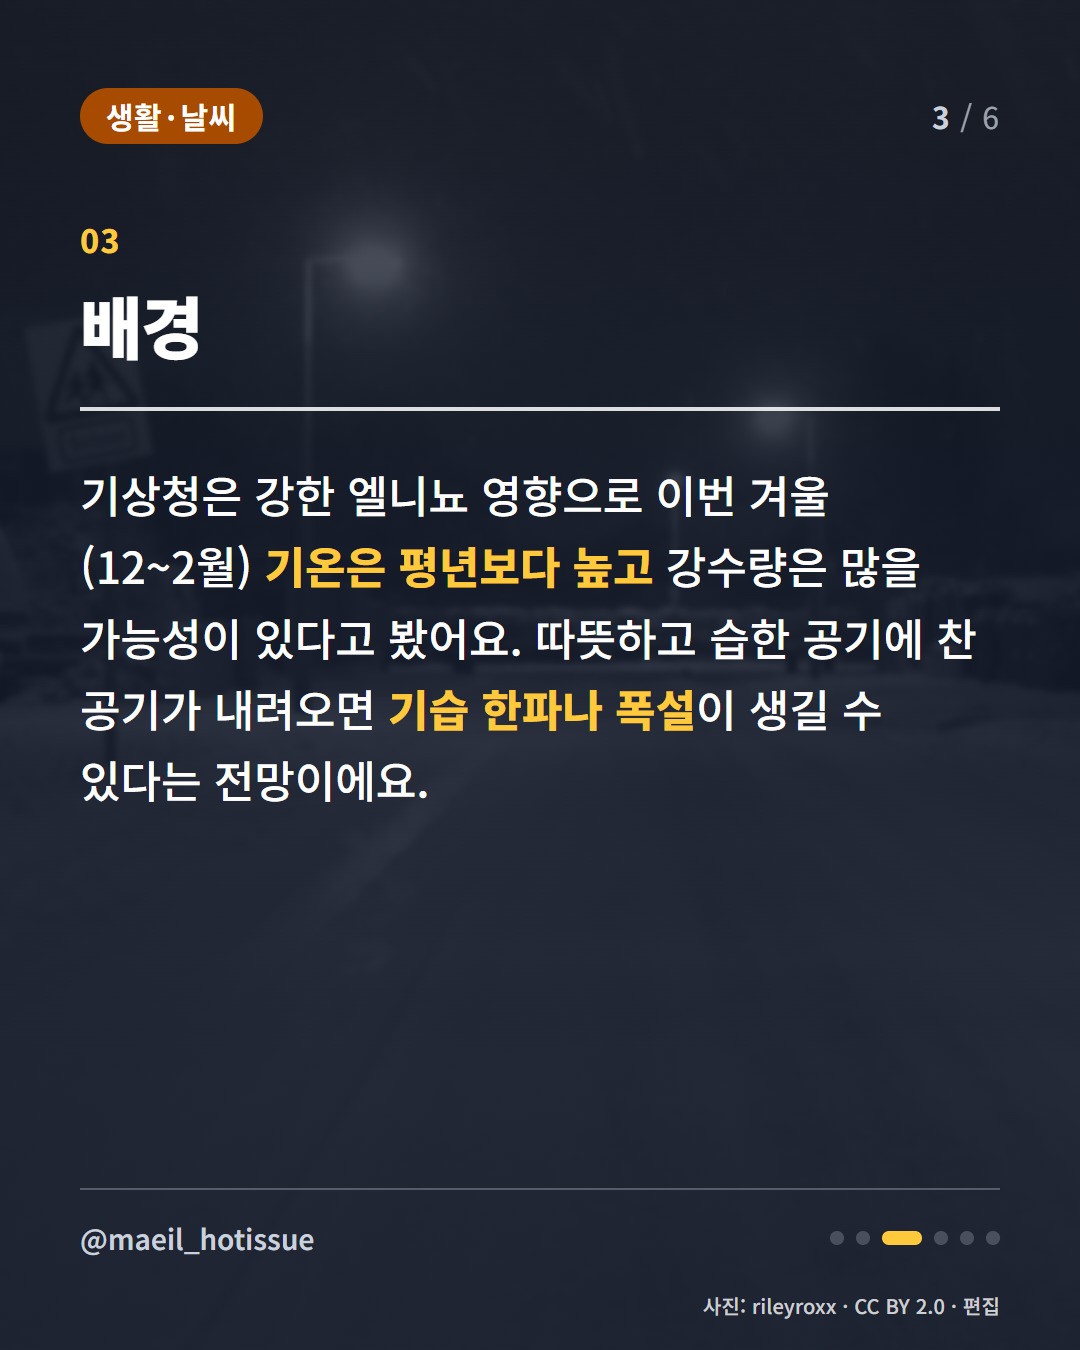 생활·날씨
3 / 6
03
배경
기상청은 강한 엘니뇨 영향으로 이번 겨울
(12~2월) 기온은 평년보다 높고 강수량은 많을
가능성이 있다고 봤어요. 따뜻하고 습한 공기에 찬
공기가 내려오면 기습 한파나 폭설이 생길 수
있다는 전망이에요.
@maeil_hotissue
사진: rileyroxx · CC BY 2.0 · 편집